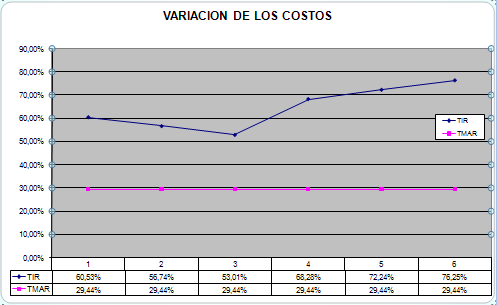 VARIACION DE LOS COSTOS
90,00%
80,00%
70,00%
60,00%
50,00%
40,00%
30,00%
20,00%
10,00%
0,00%
TIR
TMAR
1 2 3 4 5 6
TIR 60,53% 56,74% 53,01% 68,28% 72,24% 76,25%
TMAR 29,44% 29,44% 29,44% 29,44% 29,44% 29,44%